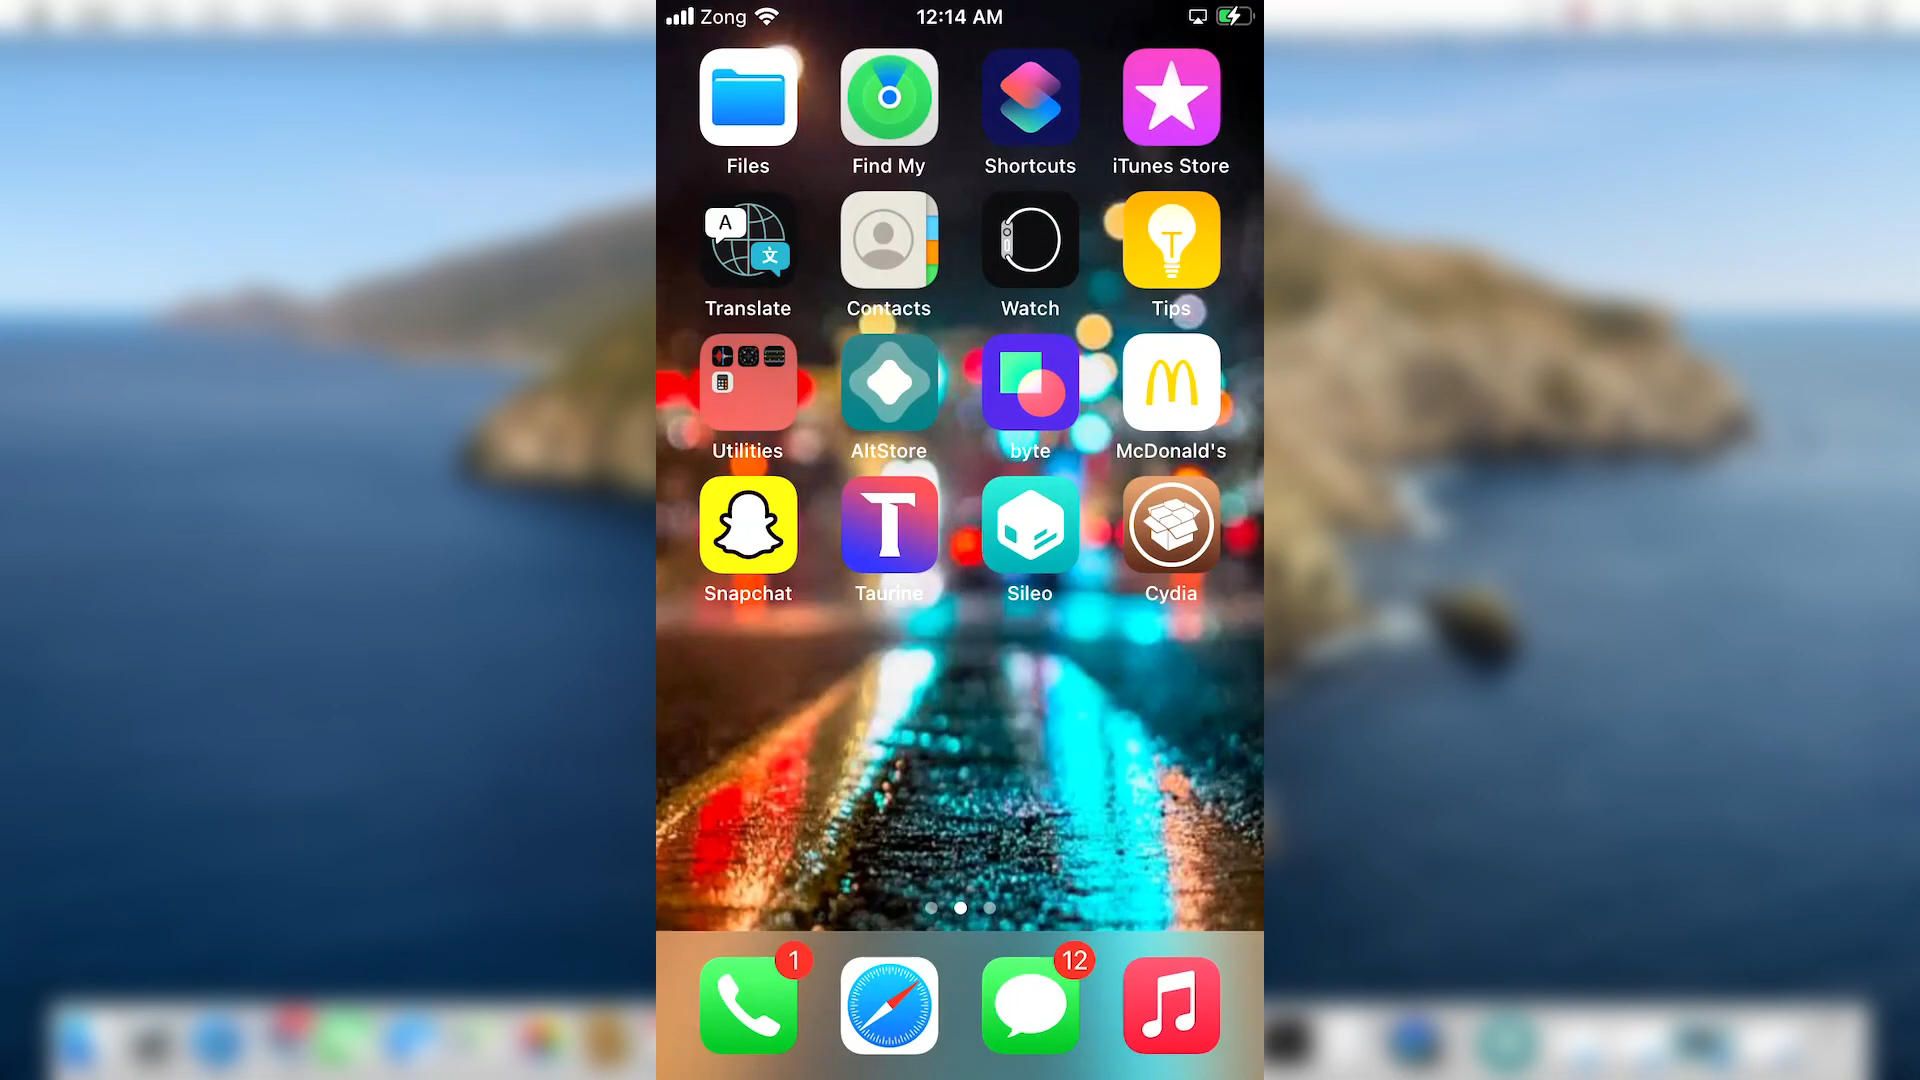 Zong 12:14 AM
Files Find My Shortcuts iTunes Store
A 文
Translate Contacts Watch Tips
Utilities AltStore byte McDonald's
T
Snapchat Taurine Sileo Cydia
1 12